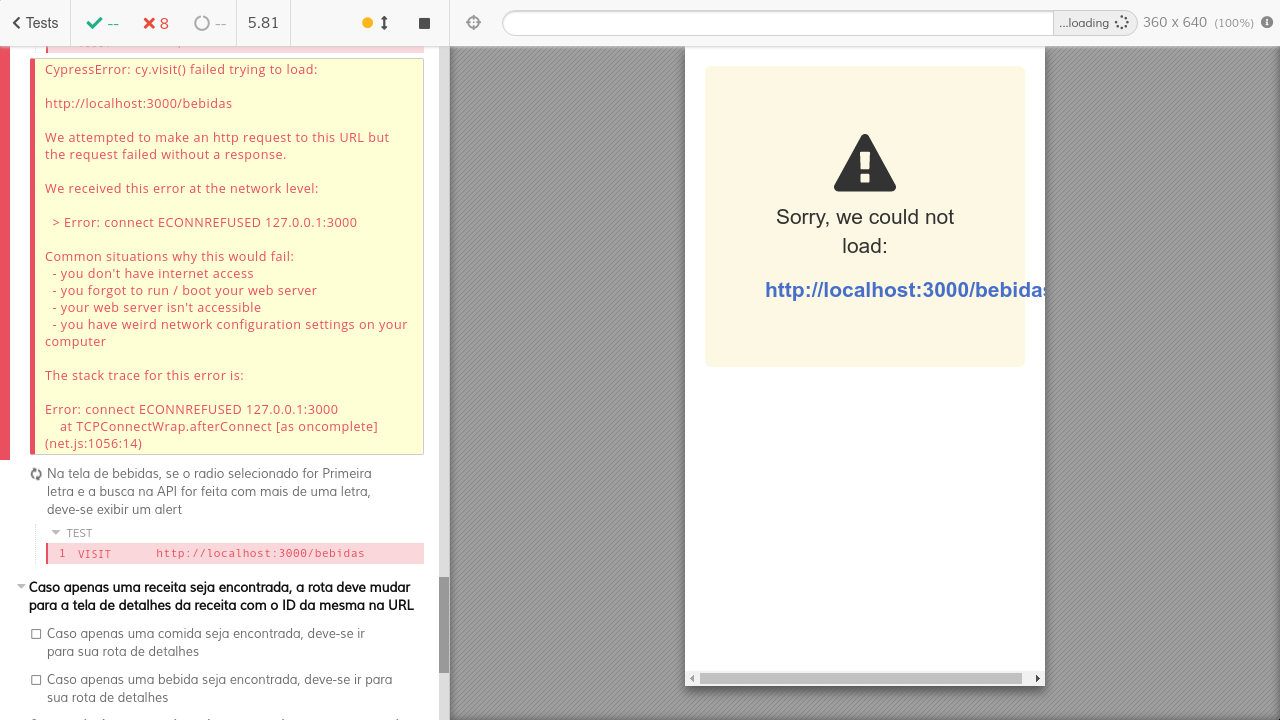 Tests
--
8
--
5.81
...loading
360 x 640 (100%)
CypressError: cy.visit() failed trying to load:
http://localhost:3000/bebidas
We attempted to make an http request to this URL but
the request failed without a response.
We received this error at the network level:
> Error: connect ECONNREFUSED 127.0.0.1:3000
Common situations why this would fail:
- you don't have internet access
- you forgot to run / boot your web server
- your web server isn't accessible
- you have weird network configuration settings on your
computer
The stack trace for this error is:
Error: connect ECONNREFUSED 127.0.0.1:3000
at TCPConnectWrap.afterConnect [as oncomplete]
(net.js:1056:14)
Na tela de bebidas, se o radio selecionado for Primeira
letra e a busca na API for feita com mais de uma letra,
deve-se exibir um alert
TEST
1 VISIT http://localhost:3000/bebidas
Caso apenas uma receita seja encontrada, a rota deve mudar
para a tela de detalhes da receita com o ID da mesma na URL
Caso apenas uma comida seja encontrada, deve-se ir
para sua rota de detalhes
Caso apenas uma bebida seja encontrada, deve-se ir para
sua rota de detalhes
Sorry, we could not
load:
http://localhost:3000/bebidas